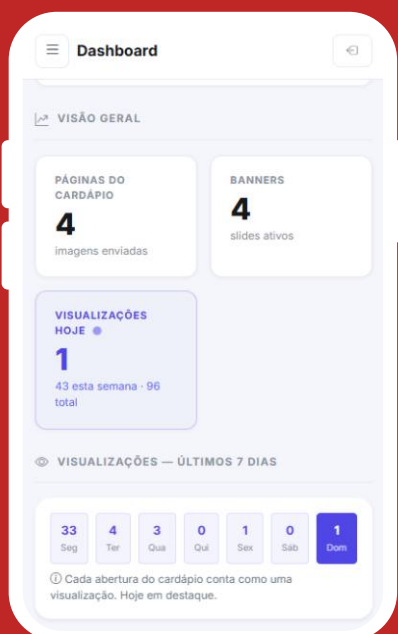 Dashboard
VISÃO GERAL
PÁGINAS DO
CARDÁPIO
4
imagens enviadas
BANNERS
4
slides ativos
VISUALIZAÇÕES
HOJE
1
43 esta semana · 96
total
VISUALIZAÇÕES — ÚLTIMOS 7 DIAS
33 4 3 0 1 0 1
Seg Ter Qua Qui Sex Sáb Dom
Cada abertura do cardápio conta como uma
visualização. Hoje em destaque.